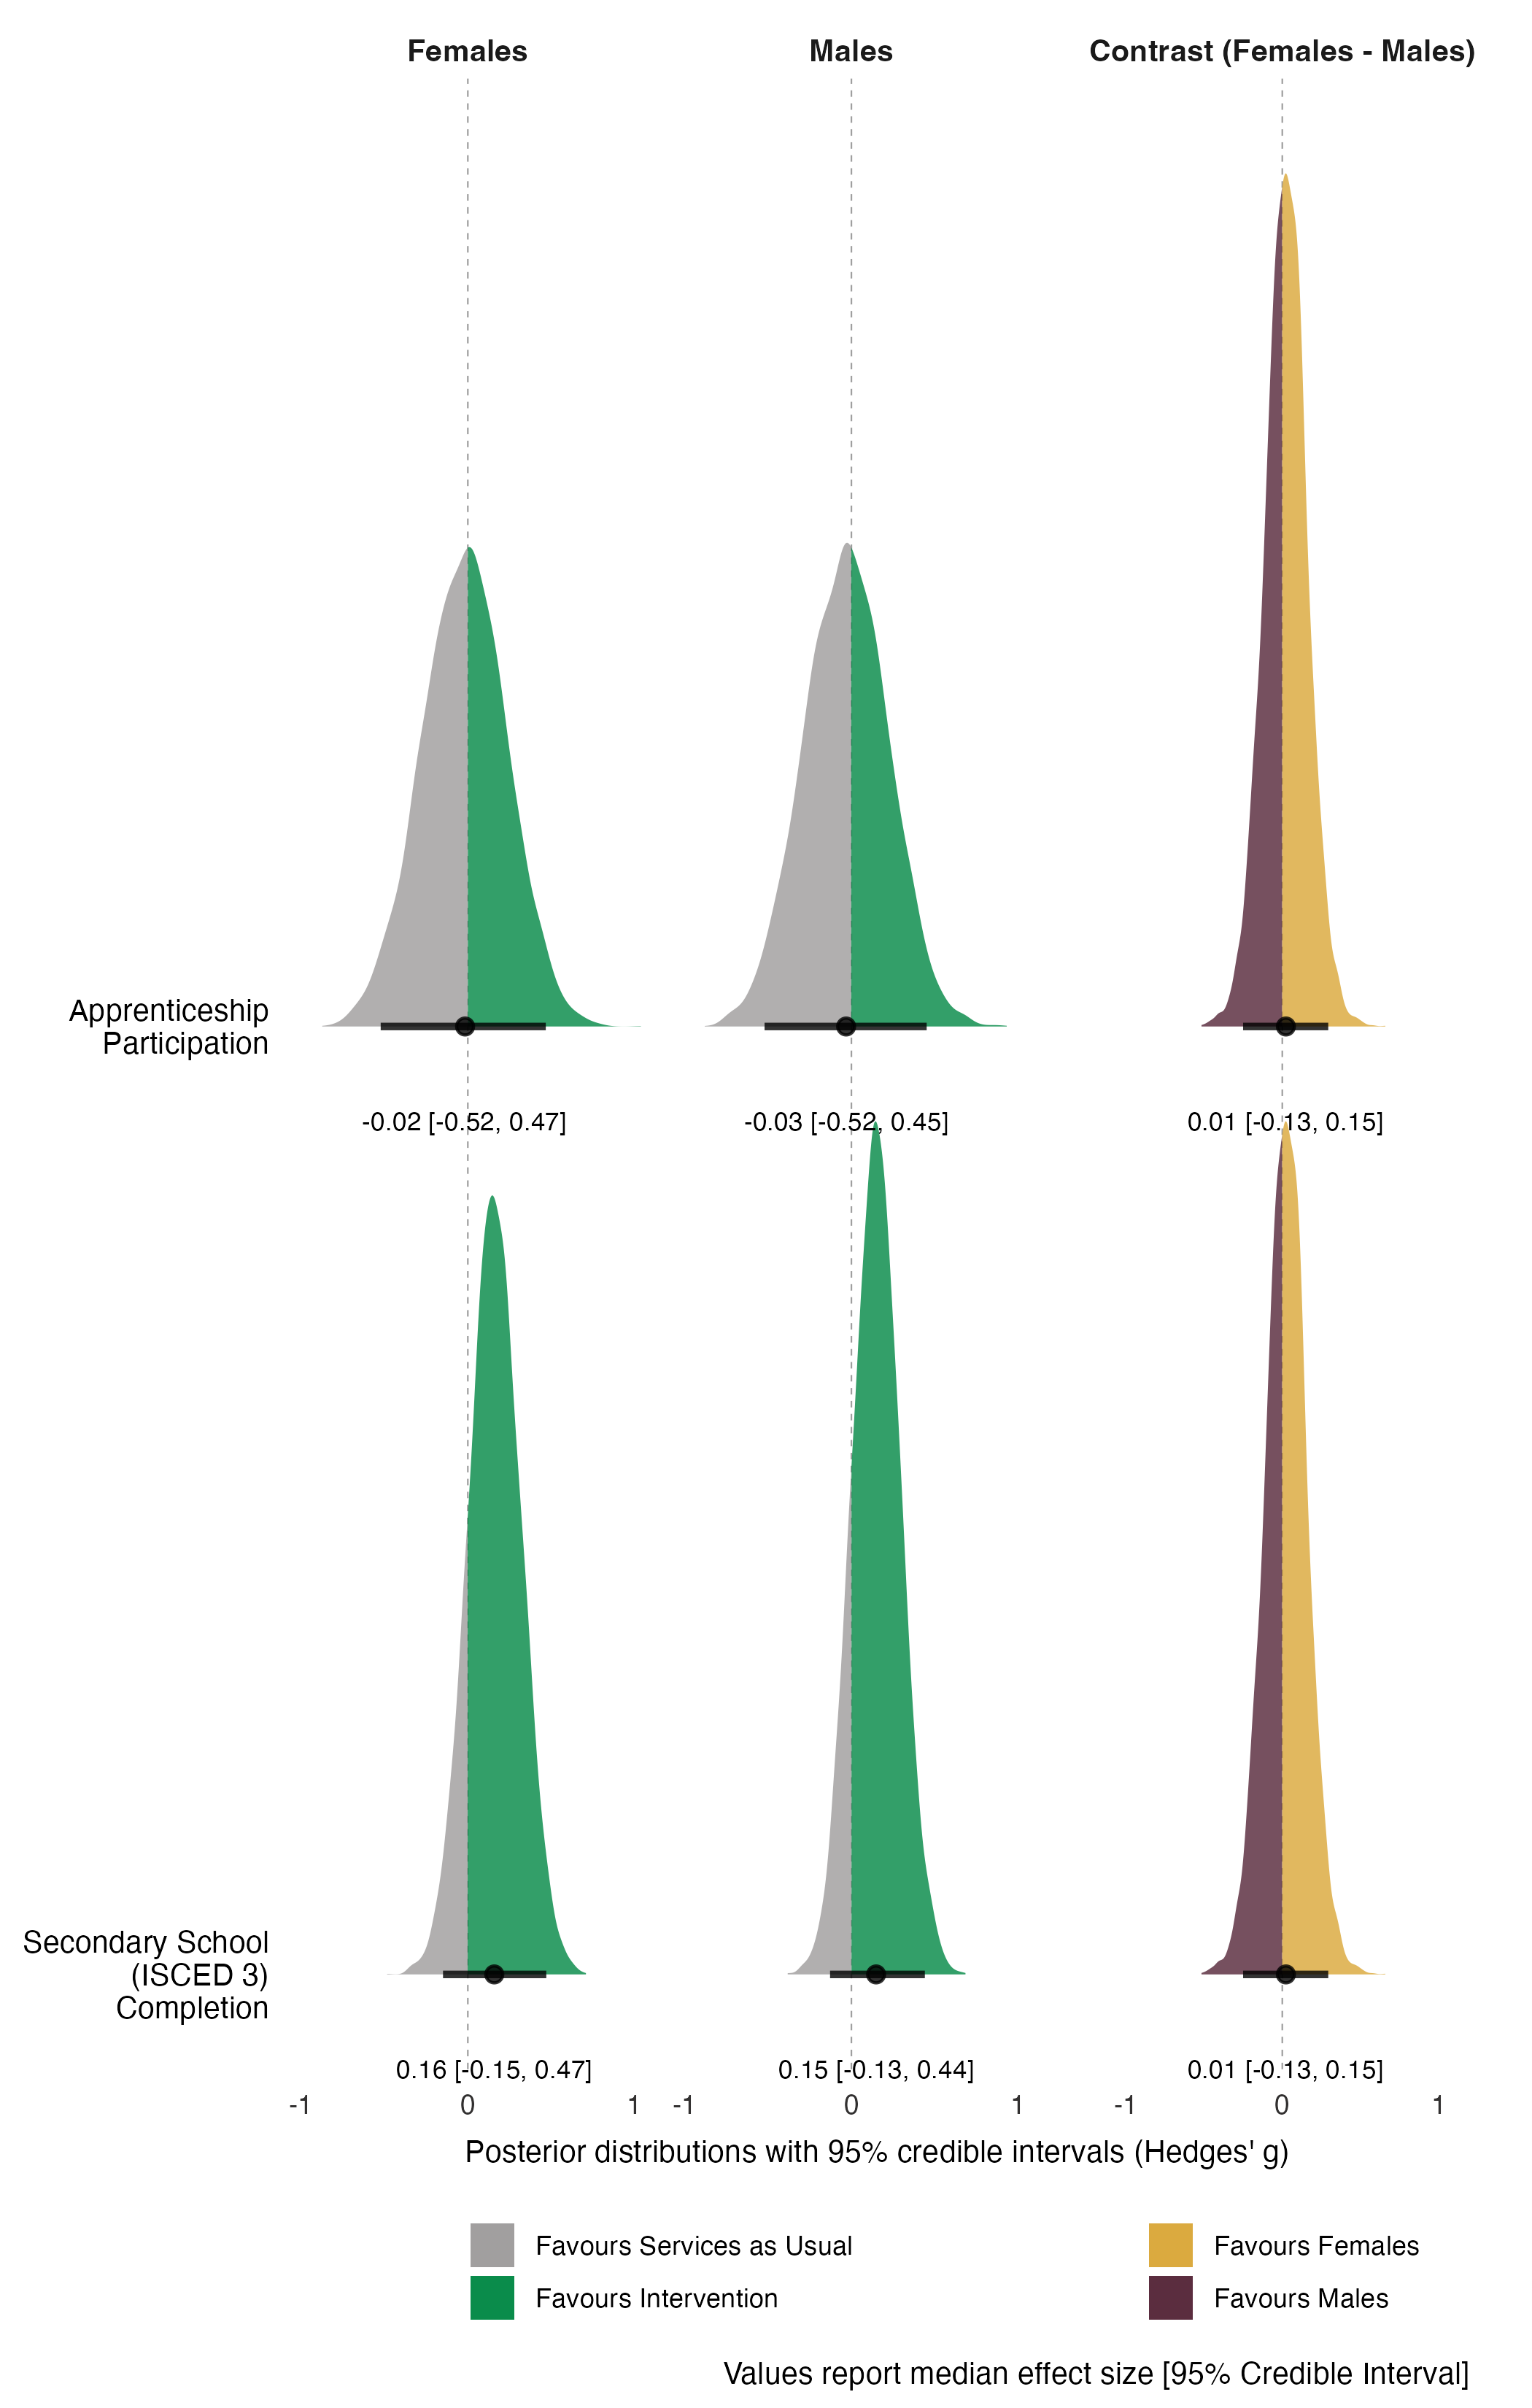 Females Males Contrast (Females - Males)
Apprenticeship
Participation
-0.02 [-0.52, 0.47] -0.03 [-0.52, 0.45] 0.01 [-0.13, 0.15]
Secondary School
(ISCED 3)
Completion
0.16 [-0.15, 0.47] 0.15 [-0.13, 0.44] 0.01 [-0.13, 0.15]
-1 0 1 -1 0 1 -1 0 1
Posterior distributions with 95% credible intervals (Hedges' g)
Favours Services as Usual Favours Females
Favours Intervention Favours Males
Values report median effect size [95% Credible Interval]